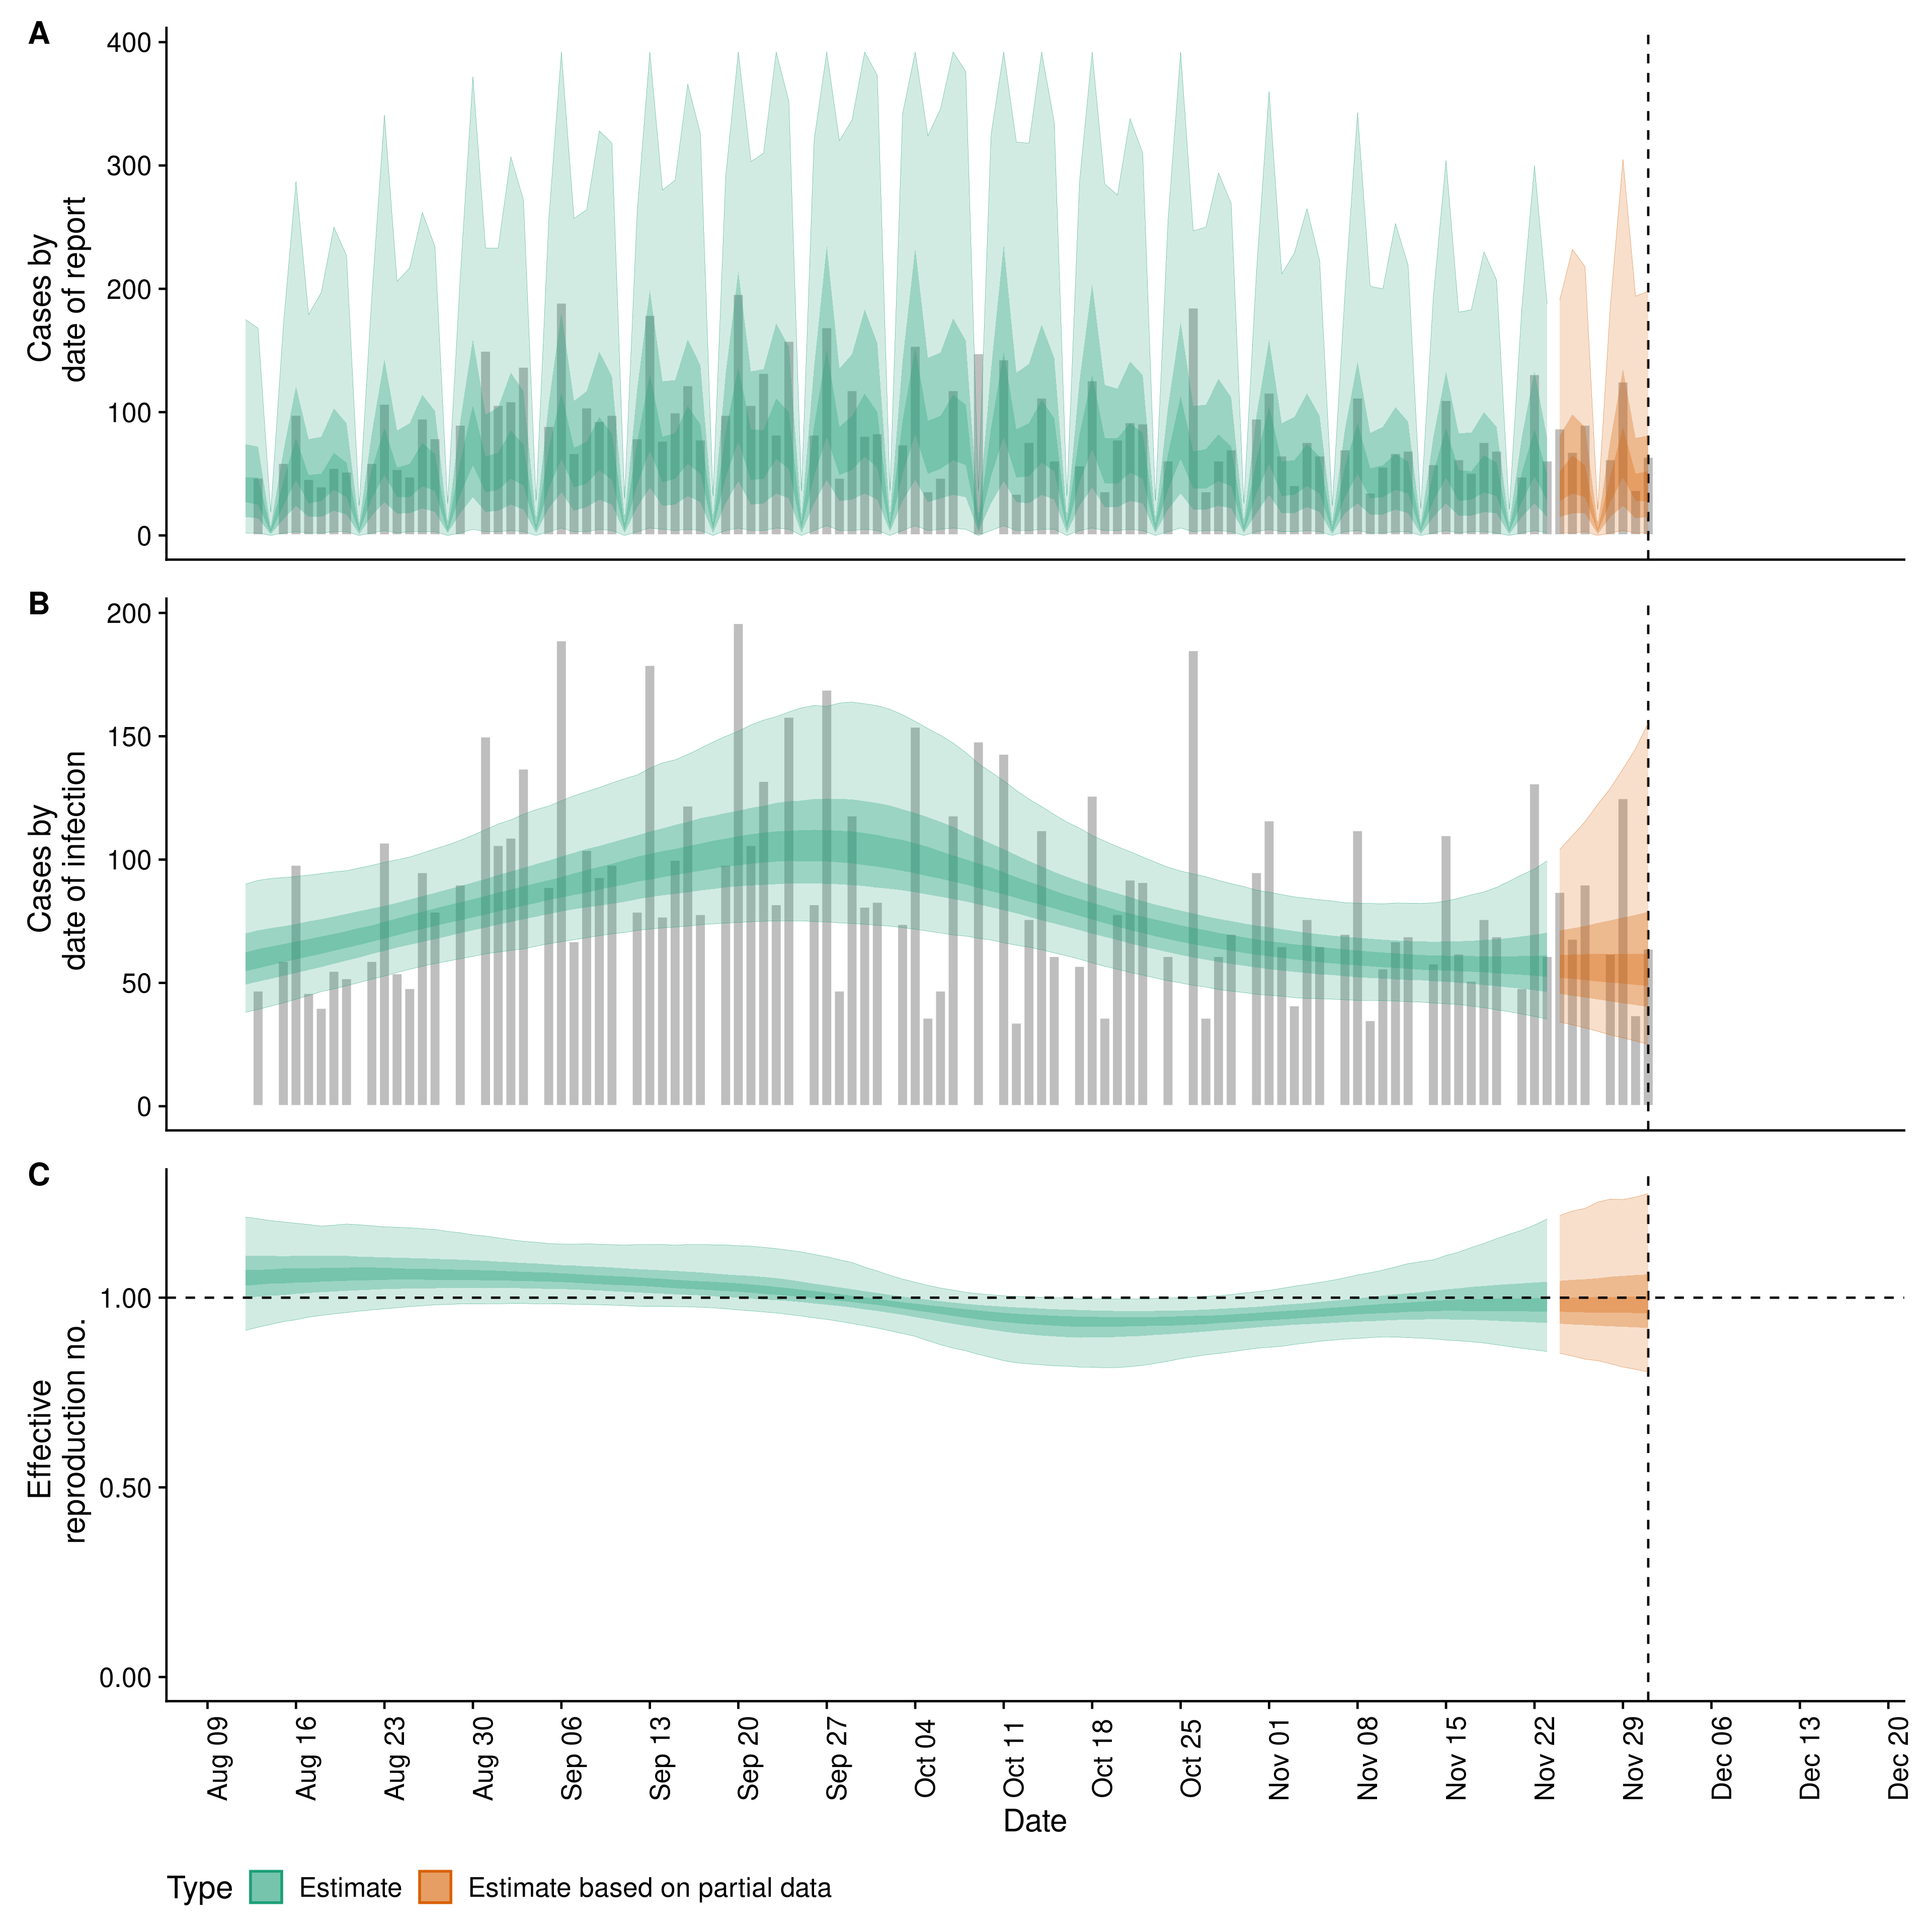 A
400
300
200
100
0
Cases by
date of report
B
200
150
100
50
0
Cases by
date of infection
C
1.00
0.50
0.00
Effective
reproduction no.
Aug 09
Aug 16
Aug 23
Aug 30
Sep 06
Sep 13
Sep 20
Sep 27
Oct 04
Oct 11
Oct 18
Oct 25
Nov 01
Nov 08
Nov 15
Nov 22
Nov 29
Dec 06
Dec 13
Dec 20
Date
Type Estimate Estimate based on partial data